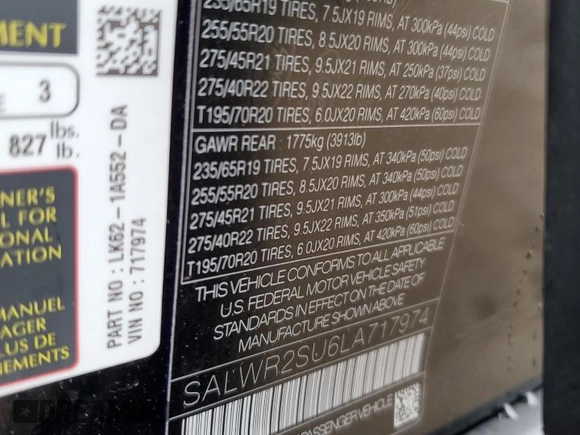 MENT
3
827 lbs.
lb.
NER'S
L FOR
ONAL
ATION
MANUEL
AGER
LUS DE
NEMENTS
PART NO : LK62-1A552-DA
VIN NO : 717974
235/65R19 TIRES, 7.5JX19 RIMS, AT 300kPa (44psi) COLD
255/55R20 TIRES, 8.5JX20 RIMS, AT 300kPa (44psi) COLD
275/45R21 TIRES, 9.5JX21 RIMS, AT 250kPa (37psi) COLD
275/40R22 TIRES, 9.5JX22 RIMS, AT 270kPa (40psi) COLD
T195/70R20 TIRES, 6.0JX20 RIMS, AT 420kPa (60psi) COLD
GAWR REAR : 1775kg (3913lb)
235/65R19 TIRES, 7.5JX19 RIMS, AT 340kPa (50psi) COLD
255/55R20 TIRES, 8.5JX20 RIMS, AT 340kPa (50psi) COLD
275/45R21 TIRES, 9.5JX21 RIMS, AT 300kPa (44psi) COLD
275/40R22 TIRES, 9.5JX22 RIMS, AT 350kPa (51psi) COLD
T195/70R20 TIRES, 6.0JX20 RIMS, AT 420kPa (60psi) COLD
THIS VEHICLE CONFORMS TO ALL APPLICABLE
U.S. FEDERAL MOTOR VEHICLE SAFETY
STANDARDS IN EFFECT ON THE DATE OF
MANUFACTURE SHOWN ABOVE
SALWR2SU6LA717974
PASSENGER VEHICLE